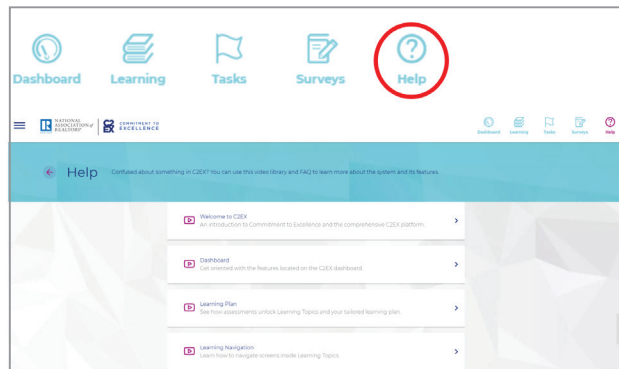 Dashboard Learning Tasks Surveys Help
NATIONAL ASSOCIATION of REALTORS® C2EX COMMITMENT TO EXCELLENCE Dashboard Learning Tasks Surveys Help
Help Confused about something in C2EX? You can use this video library and FAQ to learn more about the system and its features.
Welcome to C2EX
An introduction to Commitment to Excellence and the comprehensive C2EX platform.
Dashboard
Get oriented with the features located on the C2EX dashboard.
Learning Plan
See how assessments unlock Learning Topics and your tailored learning plan.
Learning Navigation
Learn how to navigate screens inside Learning Topics.